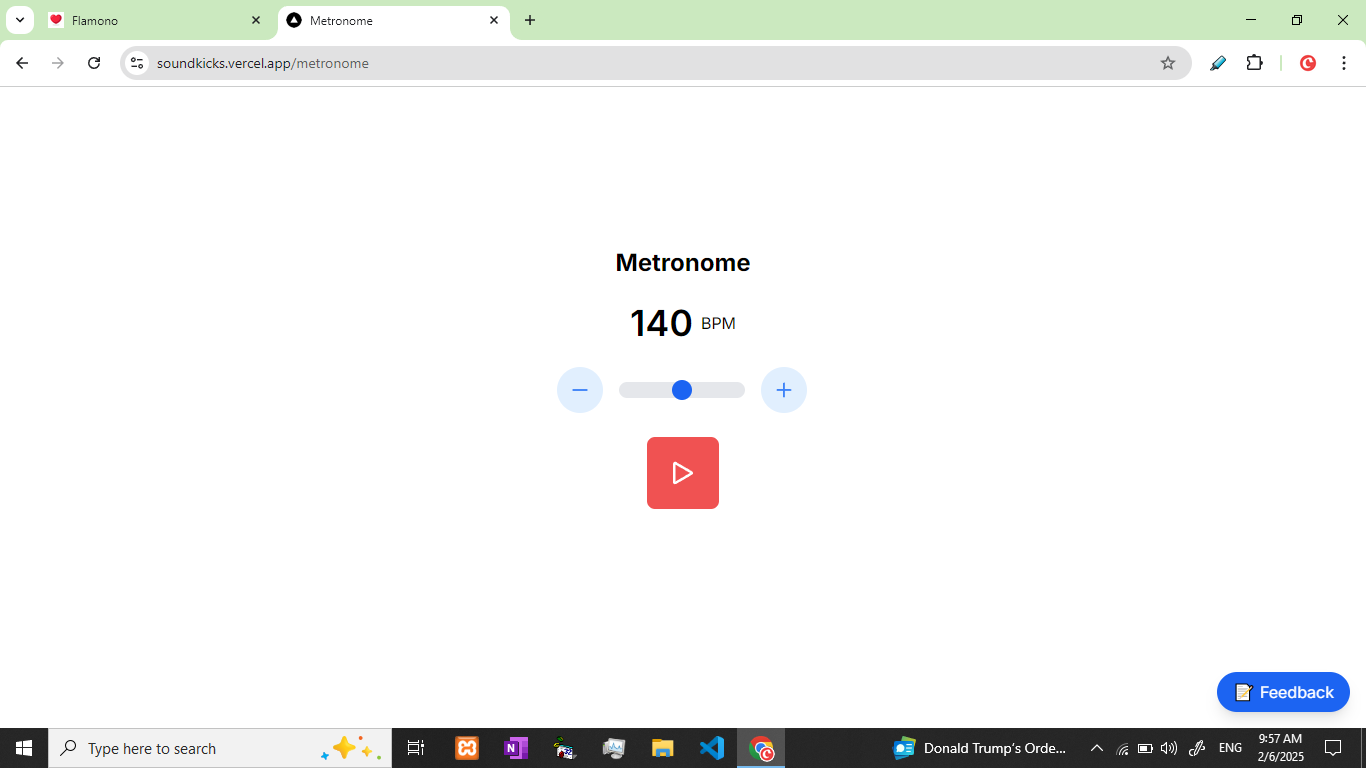 Flamono
Metronome
soundkicks.vercel.app/metronome
Metronome
140 BPM
📝 Feedback
Type here to search
Donald Trump's Orde...
ENG
9:57 AM
2/6/2025